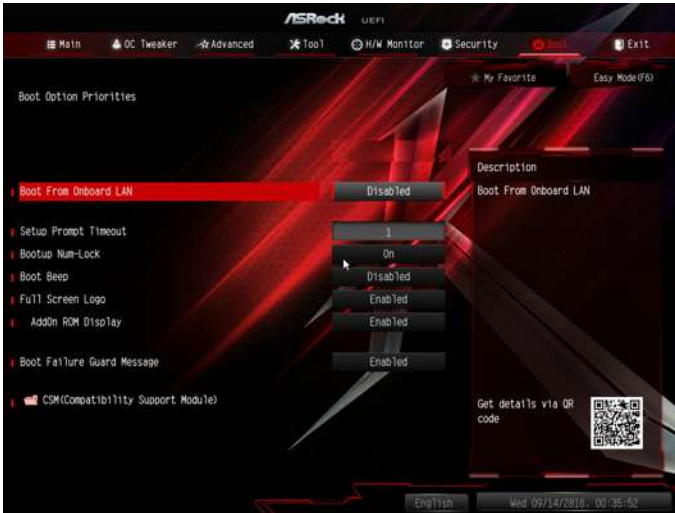 ASRock UEFI
Main OC Tweaker Advanced Tool H/W Monitor Security Boot Exit
My Favorite Easy Mode(F6)
Boot Option Priorities
Description
Boot From Onboard LAN Disabled
Boot From Onboard LAN
Setup Prompt Timeout 1
Bootup Num-Lock On
Boot Beep Disabled
Full Screen Logo Enabled
AddOn ROM Display Enabled
Boot Failure Guard Message Enabled
CSM(Compatibility Support Module)
Get details via QR
code
English Wed 09/14/2016. 00:35:52